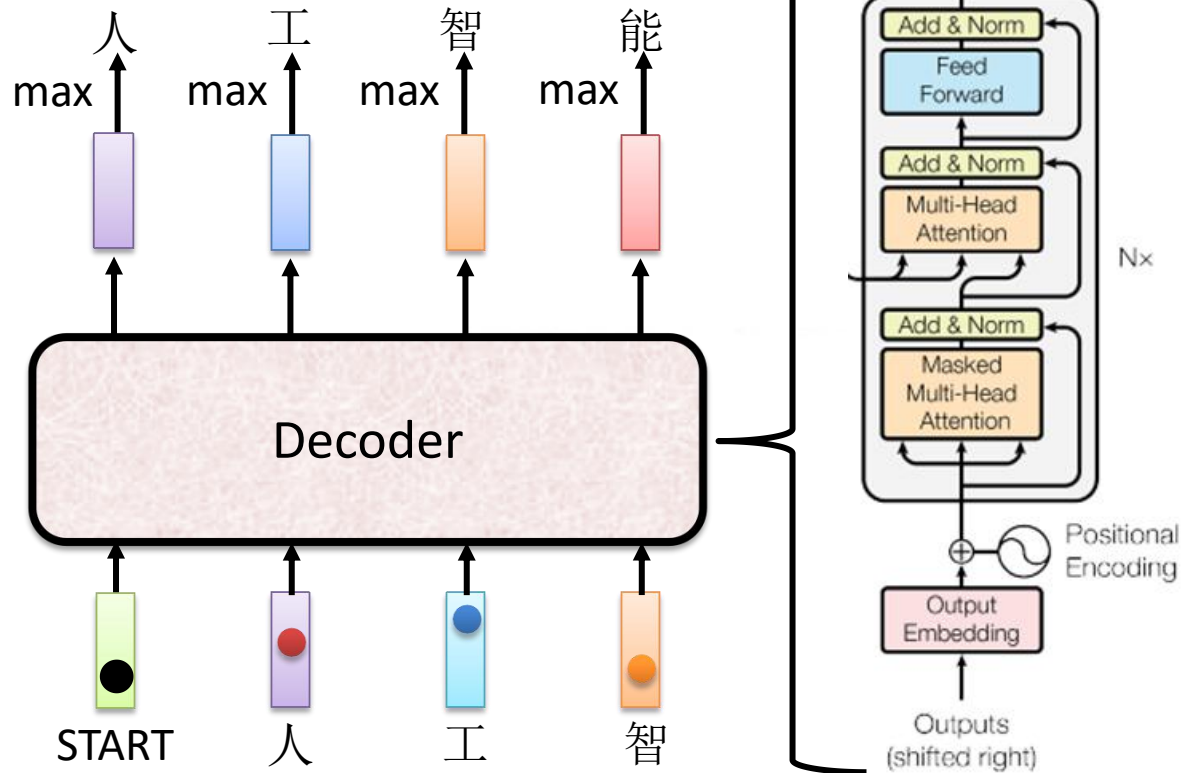 人 工 智 能
max max max max
Decoder
START 人 工 智
Add & Norm
Feed
Forward
Add & Norm
Multi-Head
Attention
N×
Add & Norm
Masked
Multi-Head
Attention
Positional
Encoding
Output
Embedding
Outputs
(shifted right)